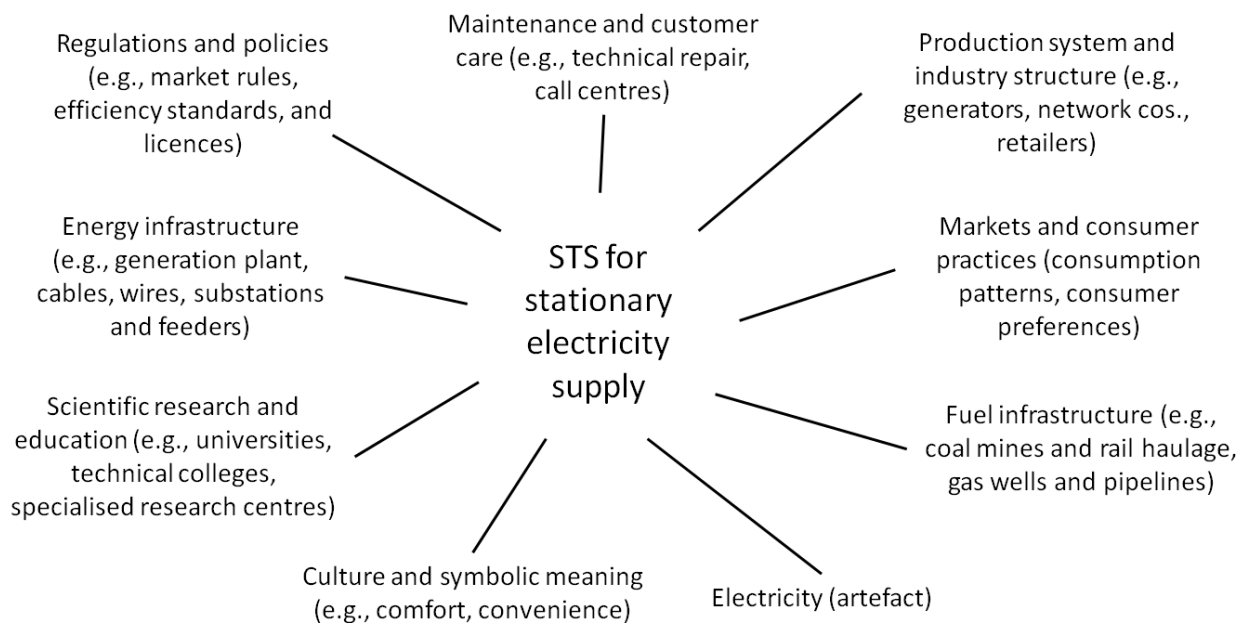 Regulations and policies
(e.g., market rules,
efficiency standards, and
licences)
Maintenance and customer
care (e.g., technical repair,
call centres)
Production system and
industry structure (e.g.,
generators, network cos.,
retailers)
Energy infrastructure
(e.g., generation plant,
cables, wires, substations
and feeders)
STS for
stationary
electricity
supply
Markets and consumer
practices (consumption
patterns, consumer
preferences)
Scientific research and
education (e.g., universities,
technical colleges,
specialised research centres)
Fuel infrastructure (e.g.,
coal mines and rail haulage,
gas wells and pipelines)
Culture and symbolic meaning
(e.g., comfort, convenience)
Electricity (artefact)